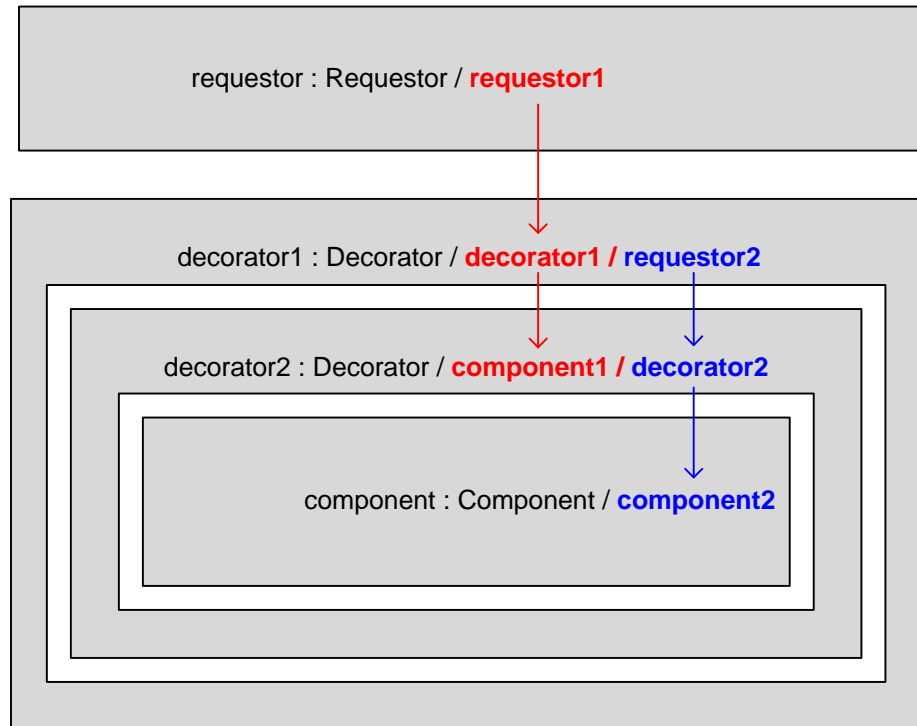 requestor : Requestor / requestor1
decorator1 : Decorator / decorator1 / requestor2
decorator2 : Decorator / component1 / decorator2
component : Component / component2